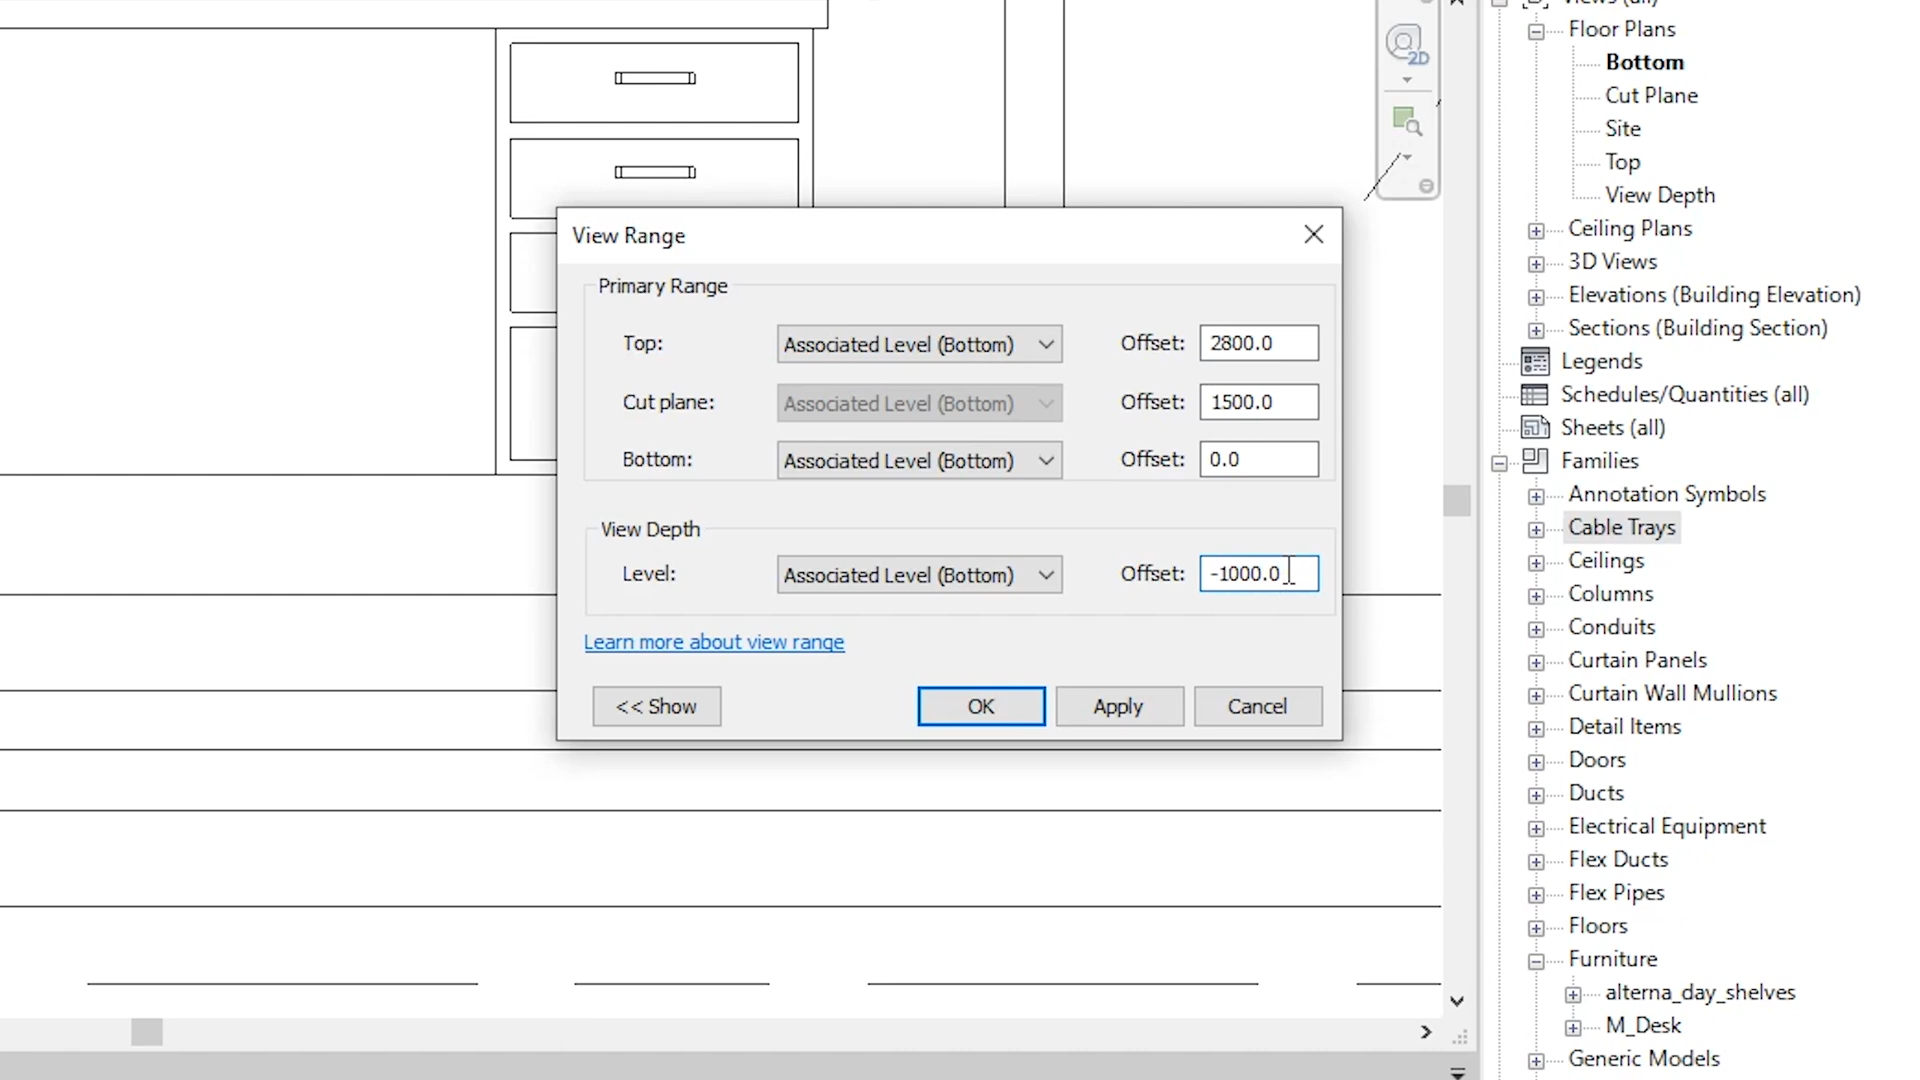 View Range
Primary Range
Top: Associated Level (Bottom) Offset: 2800.0
Cut plane: Associated Level (Bottom) Offset: 1500.0
Bottom: Associated Level (Bottom) Offset: 0.0
View Depth
Level: Associated Level (Bottom) Offset: -1000.0
Learn more about view range
<< Show OK Apply Cancel
2D
Views (all)
Floor Plans
Bottom
Cut Plane
Site
Top
View Depth
Ceiling Plans
3D Views
Elevations (Building Elevation)
Sections (Building Section)
Legends
Schedules/Quantities (all)
Sheets (all)
Families
Annotation Symbols
Cable Trays
Ceilings
Columns
Conduits
Curtain Panels
Curtain Wall Mullions
Detail Items
Doors
Ducts
Electrical Equipment
Flex Ducts
Flex Pipes
Floors
Furniture
alterna_day_shelves
M_Desk
Generic Models